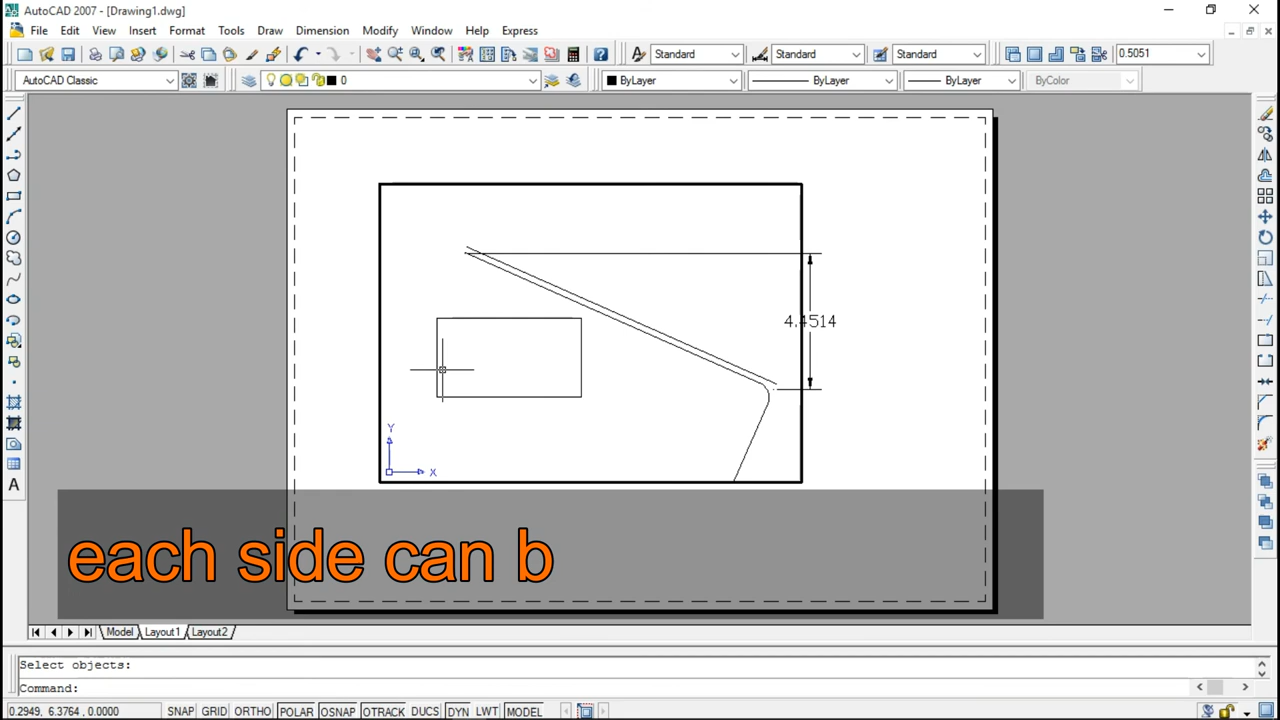 AutoCAD 2007 - [Drawing1.dwg]
File Edit View Insert Format Tools Draw Dimension Modify Window Help Express
Standard Standard Standard 0.5051
AutoCAD Classic 0 ByLayer ByLayer ByLayer ByColor
4.4514
Y
X
each side can b
Model Layout1 Layout2
Select objects:
Command:
0.2949, 6.3764, 0.0000 SNAP GRID ORTHO POLAR OSNAP OTRACK DUCS DYN LWT MODEL
A